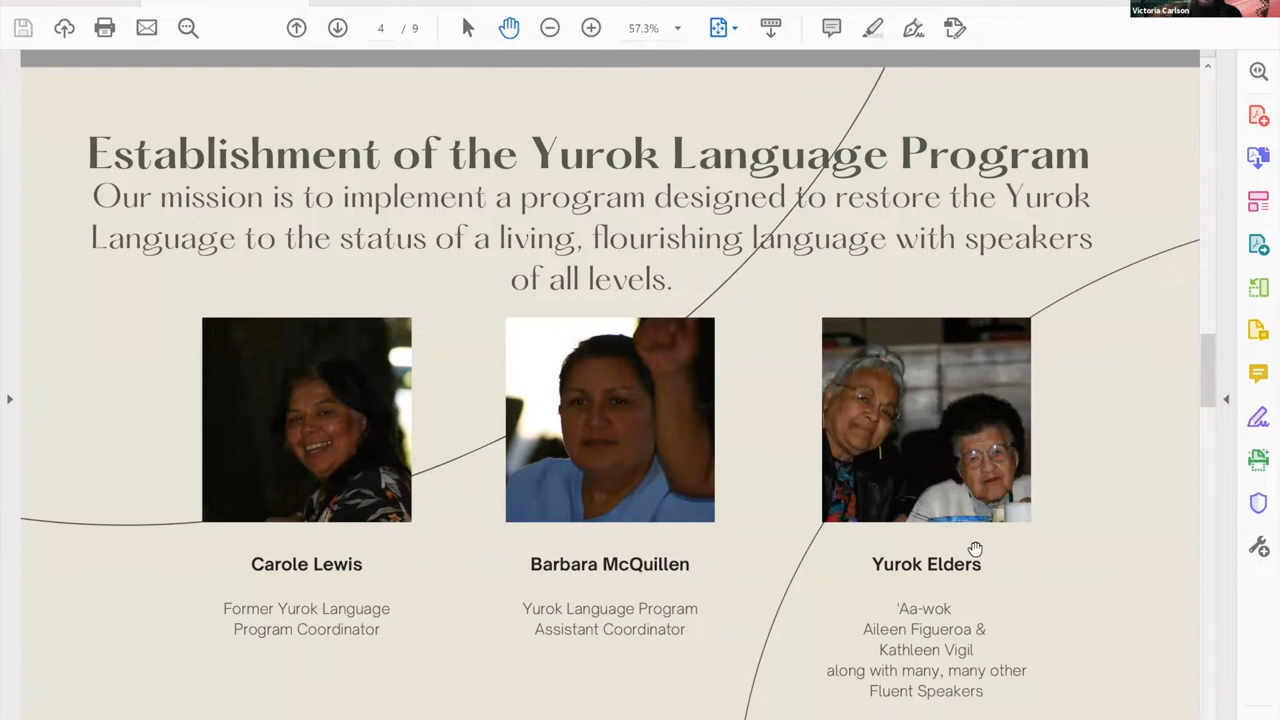 Victoria Carlson
4 / 9
57.3%
Establishment of the Yurok Language Program
Our mission is to implement a program designed to restore the Yurok
Language to the status of a living, flourishing language with speakers
of all levels.
Carole Lewis
Former Yurok Language
Program Coordinator
Barbara McQuillen
Yurok Language Program
Assistant Coordinator
Yurok Elders
'Aa-wok
Aileen Figueroa &
Kathleen Vigil
along with many, many other
Fluent Speakers